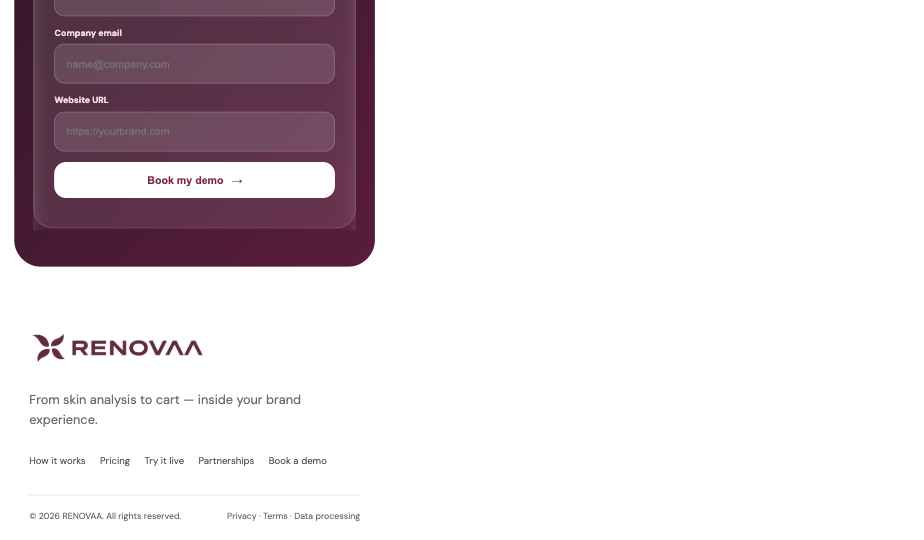 Company email
name@company.com
Website URL
https://yourbrand.com
Book my demo →
RENOVAA
From skin analysis to cart — inside your brand
experience.
How it works Pricing Try it live Partnerships Book a demo
© 2026 RENOVAA. All rights reserved. Privacy · Terms · Data processing